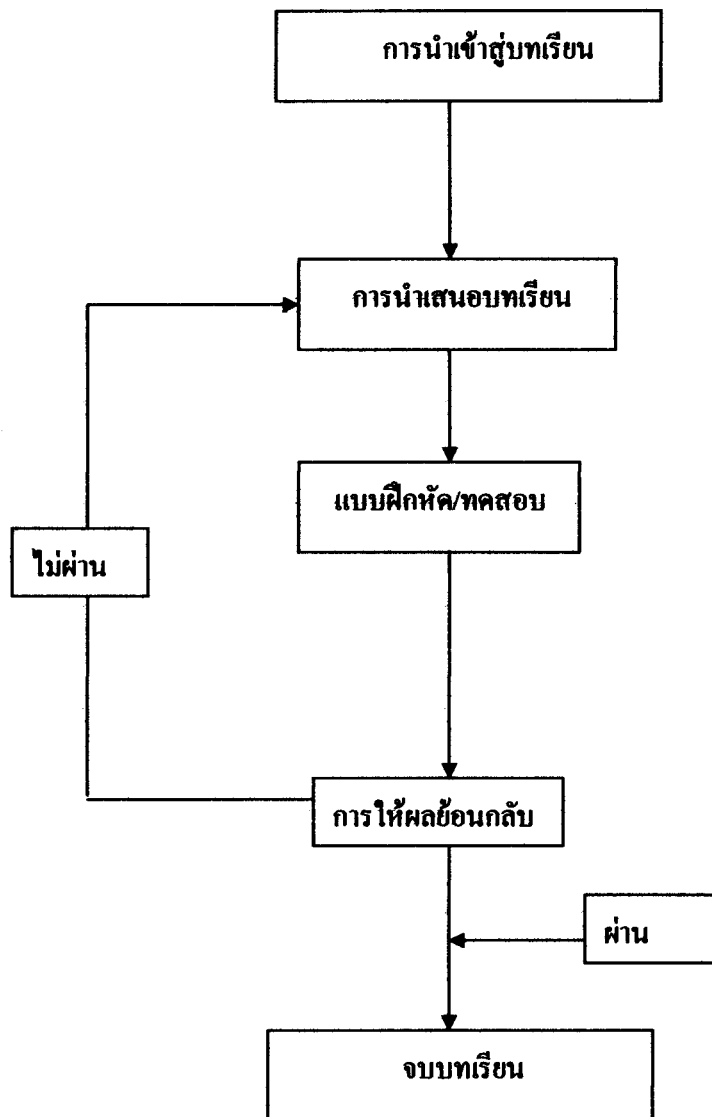 การนำเข้าสู่บทเรียน
การนำเสนอบทเรียน
แบบฝึกหัด/ทดสอบ
ไม่ผ่าน
การให้ผลย้อนกลับ
ผ่าน
จบบทเรียน